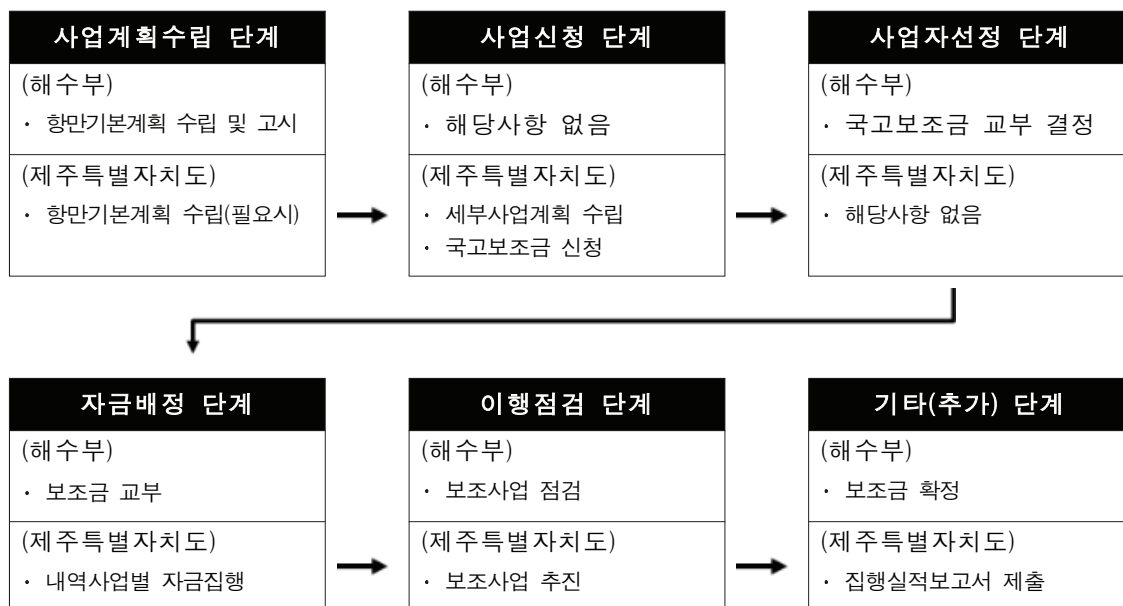 사업계획수립 단계
(해수부)
· 항만기본계획 수립 및 고시
(제주특별자치도)
· 항만기본계획 수립(필요시)
사업신청 단계
(해수부)
· 해당사항 없음
(제주특별자치도)
· 세부사업계획 수립
· 국고보조금 신청
사업자선정 단계
(해수부)
· 국고보조금 교부 결정
(제주특별자치도)
· 해당사항 없음
자금배정 단계
(해수부)
· 보조금 교부
(제주특별자치도)
· 내역사업별 자금집행
이행점검 단계
(해수부)
· 보조사업 점검
(제주특별자치도)
· 보조사업 추진
기타(추가) 단계
(해수부)
· 보조금 확정
(제주특별자치도)
· 집행실적보고서 제출